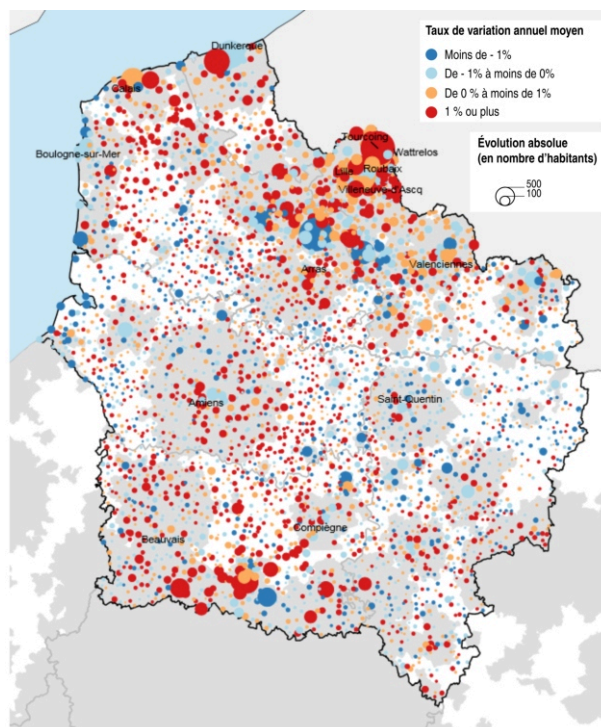 Taux de variation annuel moyen
Moins de - 1%
De - 1% à moins de 0%
De 0 % à moins de 1%
1 % ou plus
Évolution absolue
(en nombre d'habitants)
500
100
Dunkerque
Calais
Boulogne-sur-Mer
Tourcoing
Wattrelos
Roubaix
Lille
Villeneuve-d'Ascq
Arras
Valenciennes
Amiens
Saint-Quentin
Compiègne
Beauvais